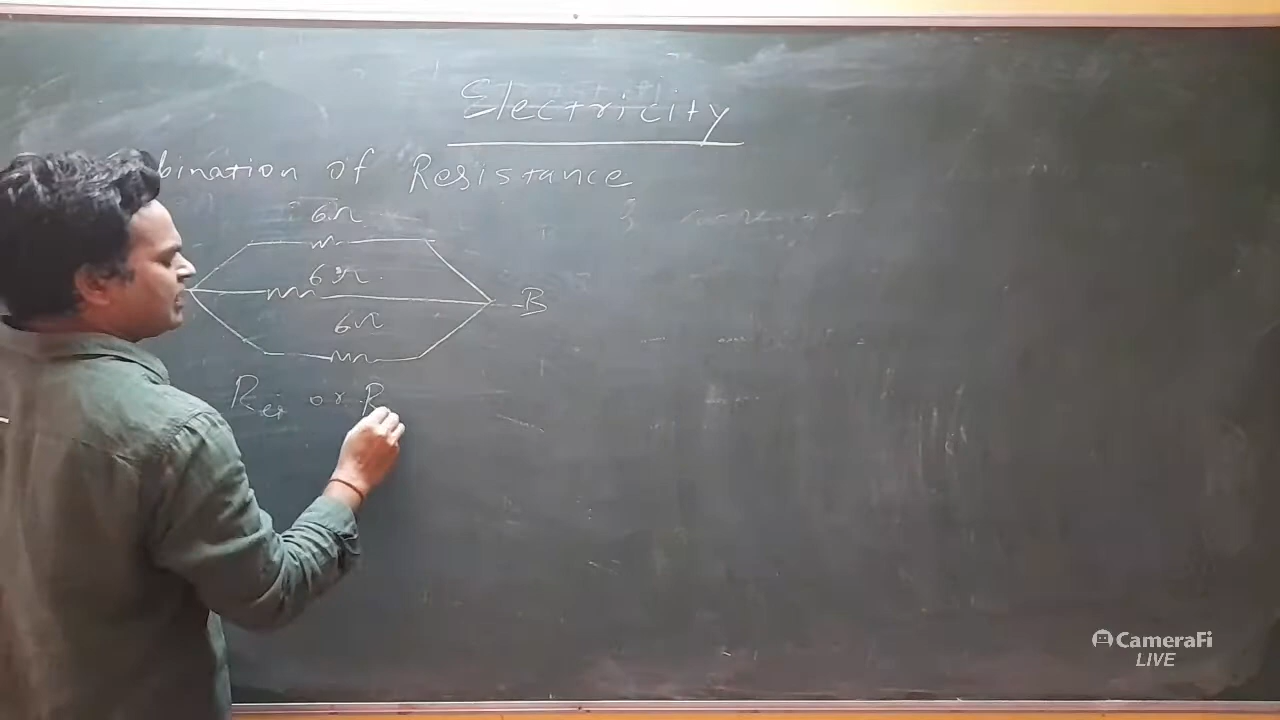 Electricity
bination of Resistance
6Ω
6Ω
6Ω
B
Req or R
CameraFi
LIVE